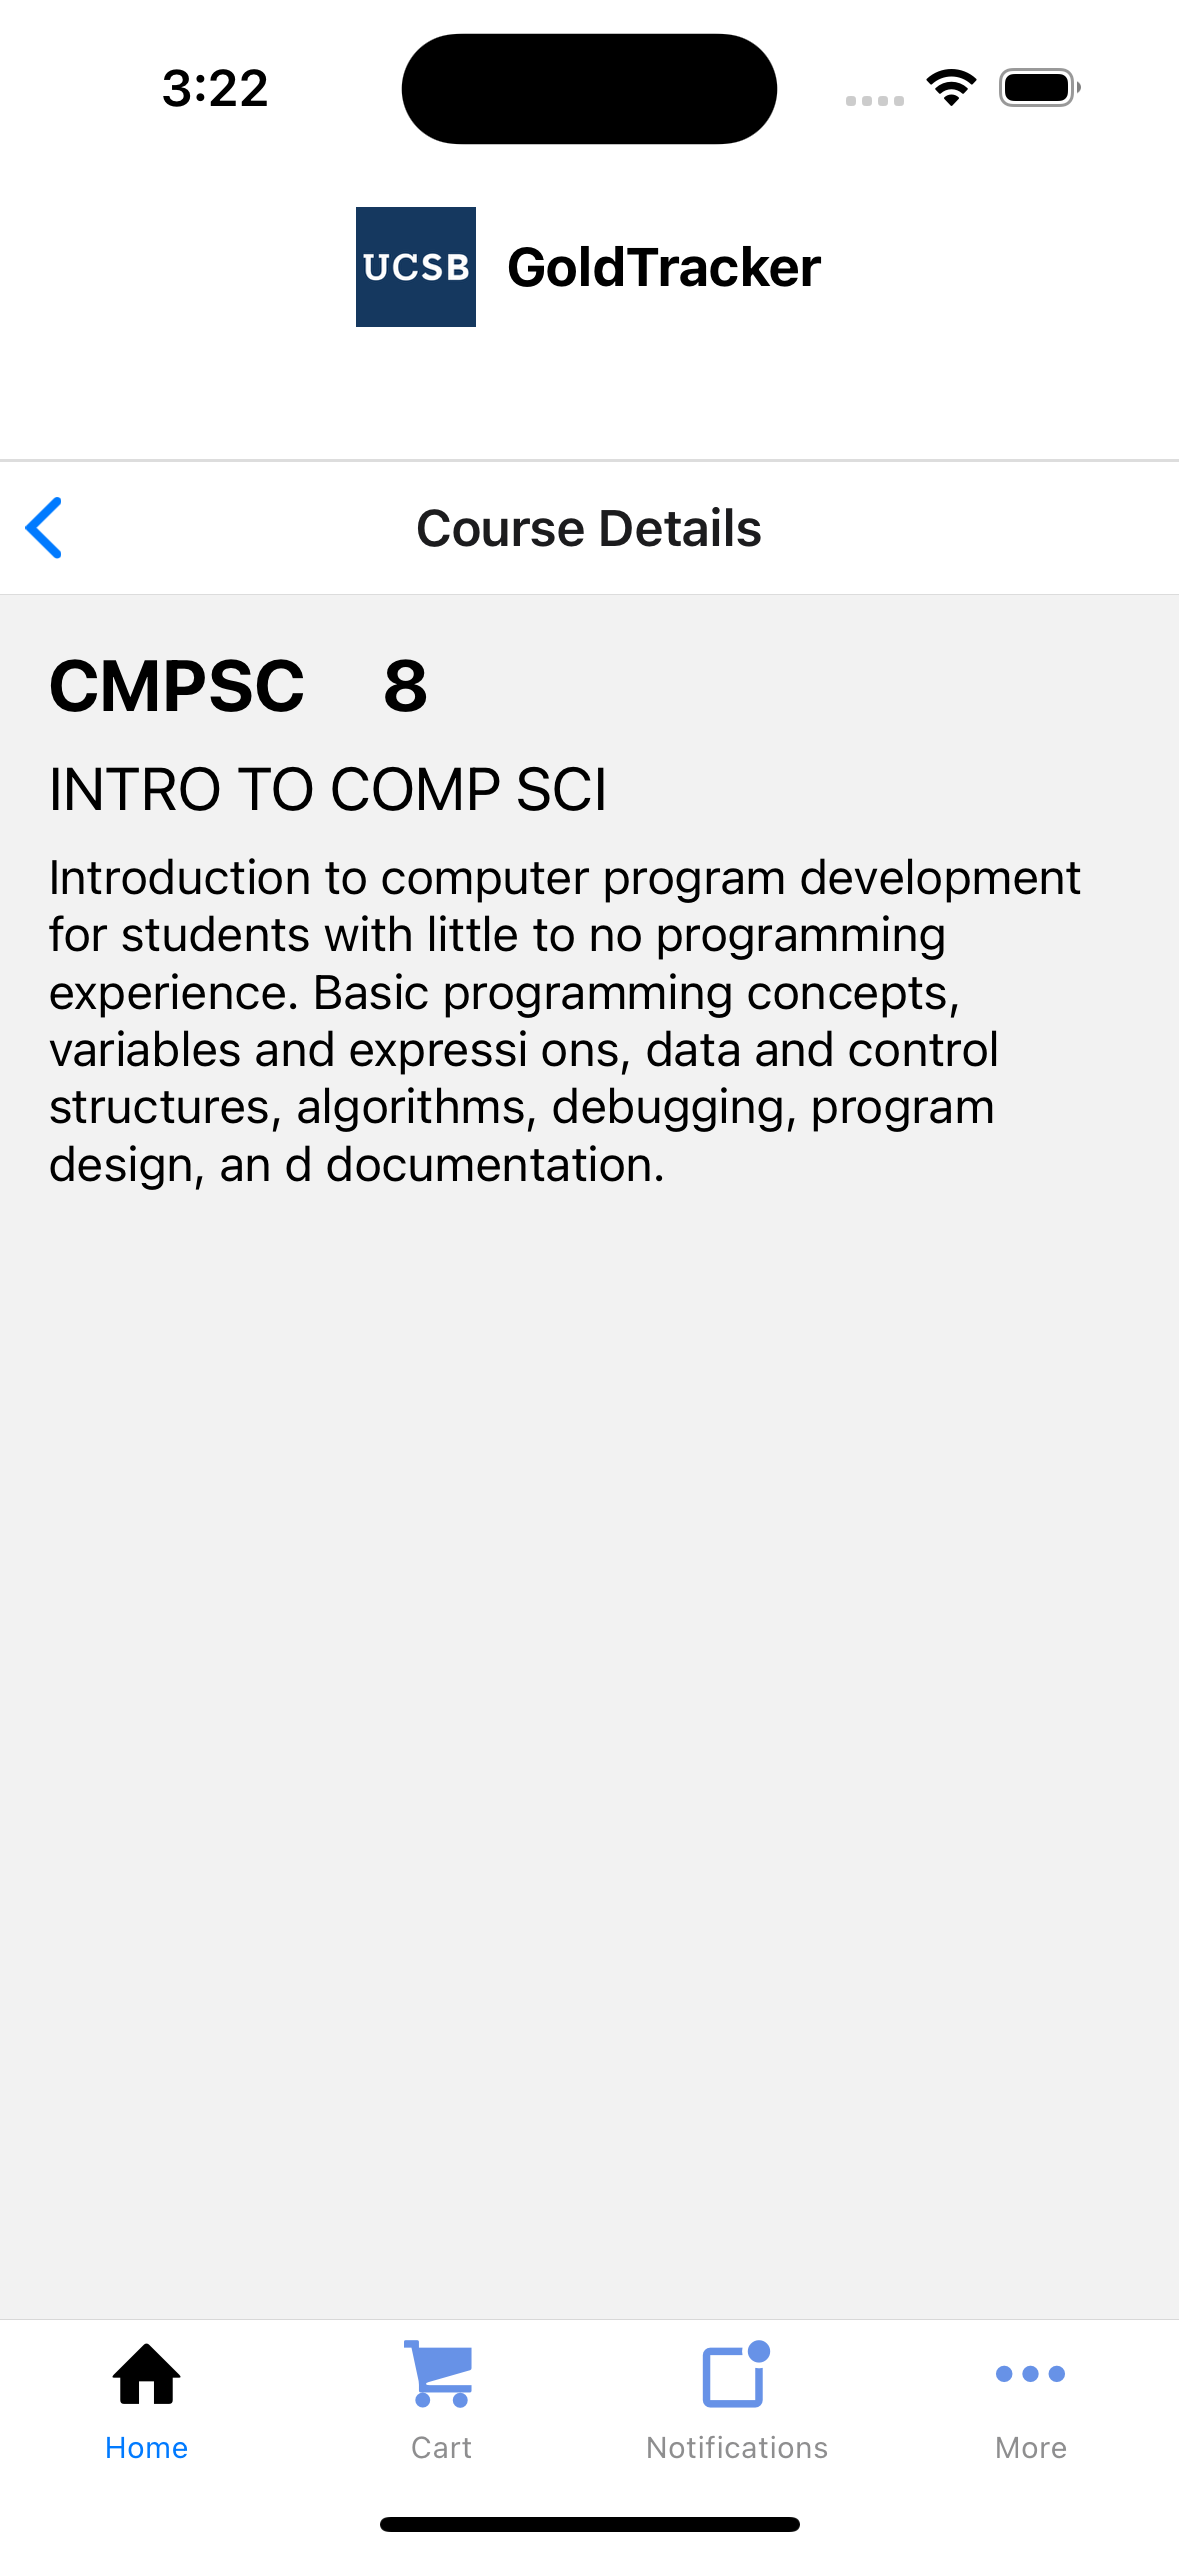 3:22
UCSB GoldTracker
Course Details
CMPSC    8
INTRO TO COMP SCI
Introduction to computer program development
for students with little to no programming
experience. Basic programming concepts,
variables and expressi ons, data and control
structures, algorithms, debugging, program
design, an d documentation.
Home Cart Notifications More